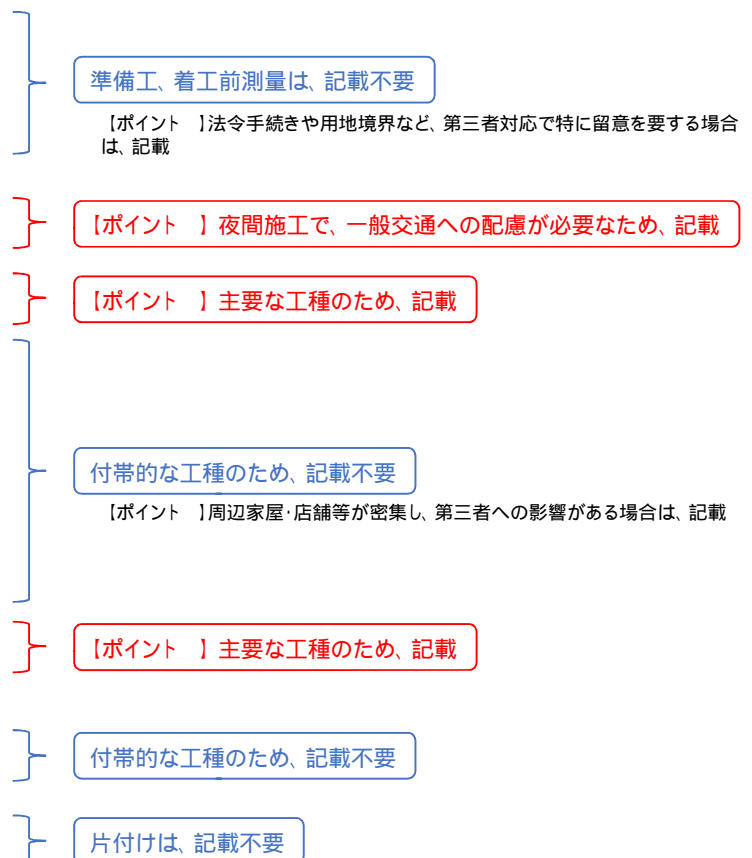 準備工、着工前測量は、記載不要
【ポイント　】法令手続きや用地境界など、第三者対応で特に留意を要する場合
は、記載
【ポイント　】夜間施工で、一般交通への配慮が必要なため、記載
【ポイント　】主要な工種のため、記載
付帯的な工種のため、記載不要
【ポイント　】周辺家屋・店舗等が密集し、第三者への影響がある場合は、記載
【ポイント　】主要な工種のため、記載
付帯的な工種のため、記載不要
片付けは、記載不要